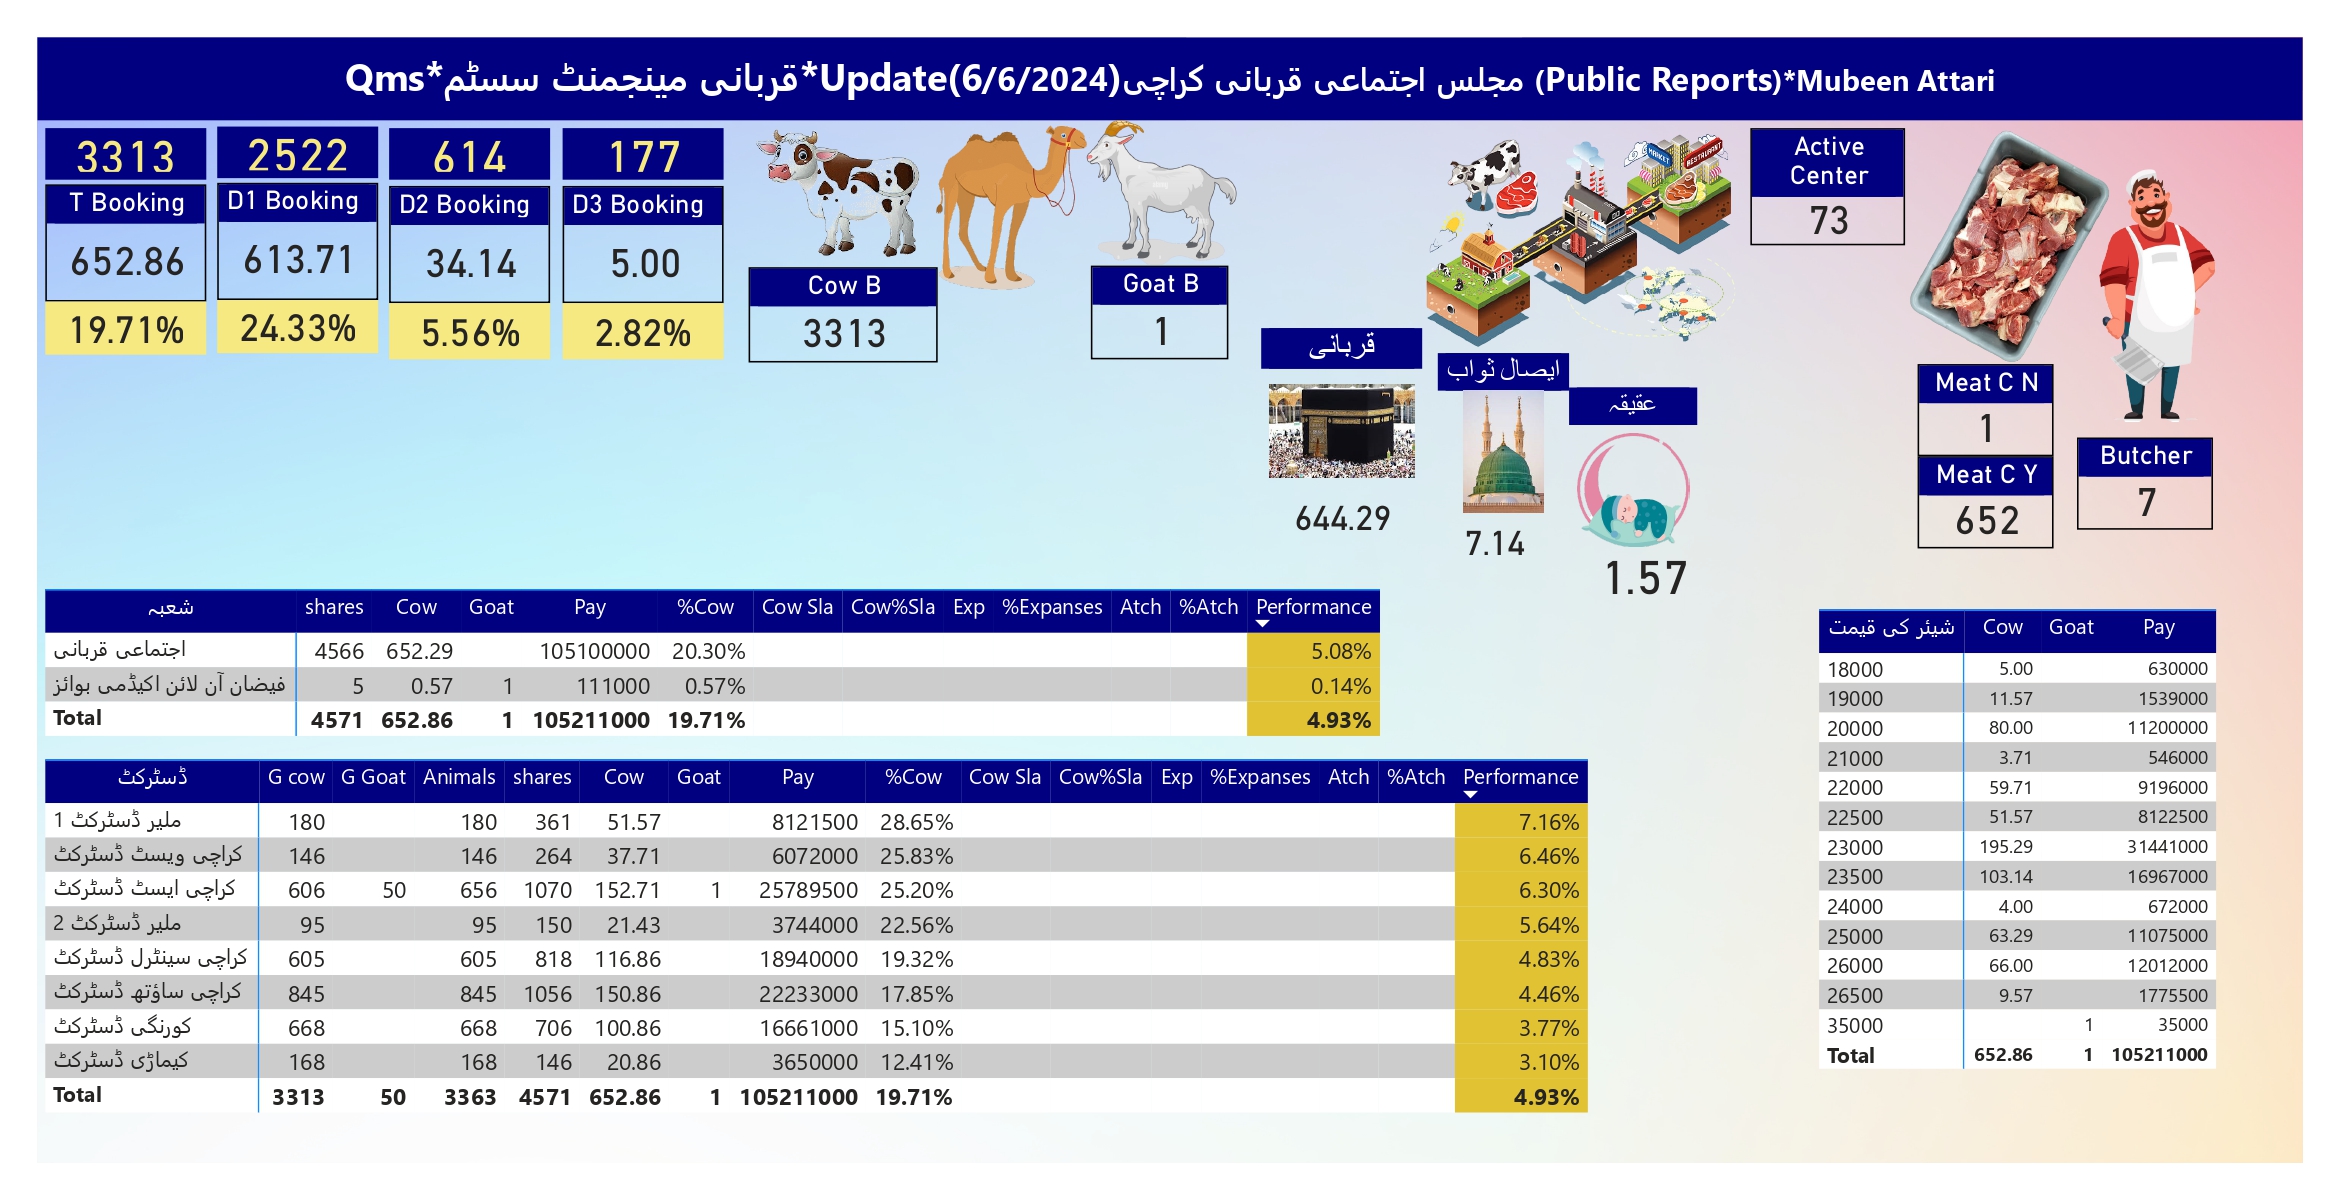 Qms*قربانی مینجمنٹ سسٹم*Update(6/6/2024)مجلس اجتماعی قربانی کراچی (Public Reports)*Mubeen Attari
3313 2522 614 177
T Booking D1 Booking D2 Booking D3 Booking
652.86 613.71 34.14 5.00
19.71% 24.33% 5.56% 2.82%
Cow B
3313
Goat B
1
MARKET RESTAURANT
Active Center
73
قربانی
644.29
ایصال ثواب
7.14
عقیقہ
1.57
Meat C N
1
Meat C Y
652
Butcher
7
شعبہ shares Cow Goat Pay %Cow Cow Sla Cow%Sla Exp %Expanses Atch %Atch Performance
اجتماعی قربانی 4566 652.29 105100000 20.30% 5.08%
فیضان آن لائن اکیڈمی بوائز 5 0.57 1 111000 0.57% 0.14%
Total 4571 652.86 1 105211000 19.71% 4.93%
ڈسٹرکٹ G cow G Goat Animals shares Cow Goat Pay %Cow Cow Sla Cow%Sla Exp %Expanses Atch %Atch Performance
ملیر ڈسٹرکٹ 1 180 180 361 51.57 8121500 28.65% 7.16%
کراچی ویسٹ ڈسٹرکٹ 146 146 264 37.71 6072000 25.83% 6.46%
کراچی ایسٹ ڈسٹرکٹ 606 50 656 1070 152.71 1 25789500 25.20% 6.30%
ملیر ڈسٹرکٹ 2 95 95 150 21.43 3744000 22.56% 5.64%
کراچی سینٹرل ڈسٹرکٹ 605 605 818 116.86 18940000 19.32% 4.83%
کراچی ساؤتھ ڈسٹرکٹ 845 845 1056 150.86 22233000 17.85% 4.46%
کورنگی ڈسٹرکٹ 668 668 706 100.86 16661000 15.10% 3.77%
کیماڑی ڈسٹرکٹ 168 168 146 20.86 3650000 12.41% 3.10%
Total 3313 50 3363 4571 652.86 1 105211000 19.71% 4.93%
شیئر کی قیمت Cow Goat Pay
18000 5.00 630000
19000 11.57 1539000
20000 80.00 11200000
21000 3.71 546000
22000 59.71 9196000
22500 51.57 8122500
23000 195.29 31441000
23500 103.14 16967000
24000 4.00 672000
25000 63.29 11075000
26000 66.00 12012000
26500 9.57 1775500
35000 1 35000
Total 652.86 1 105211000